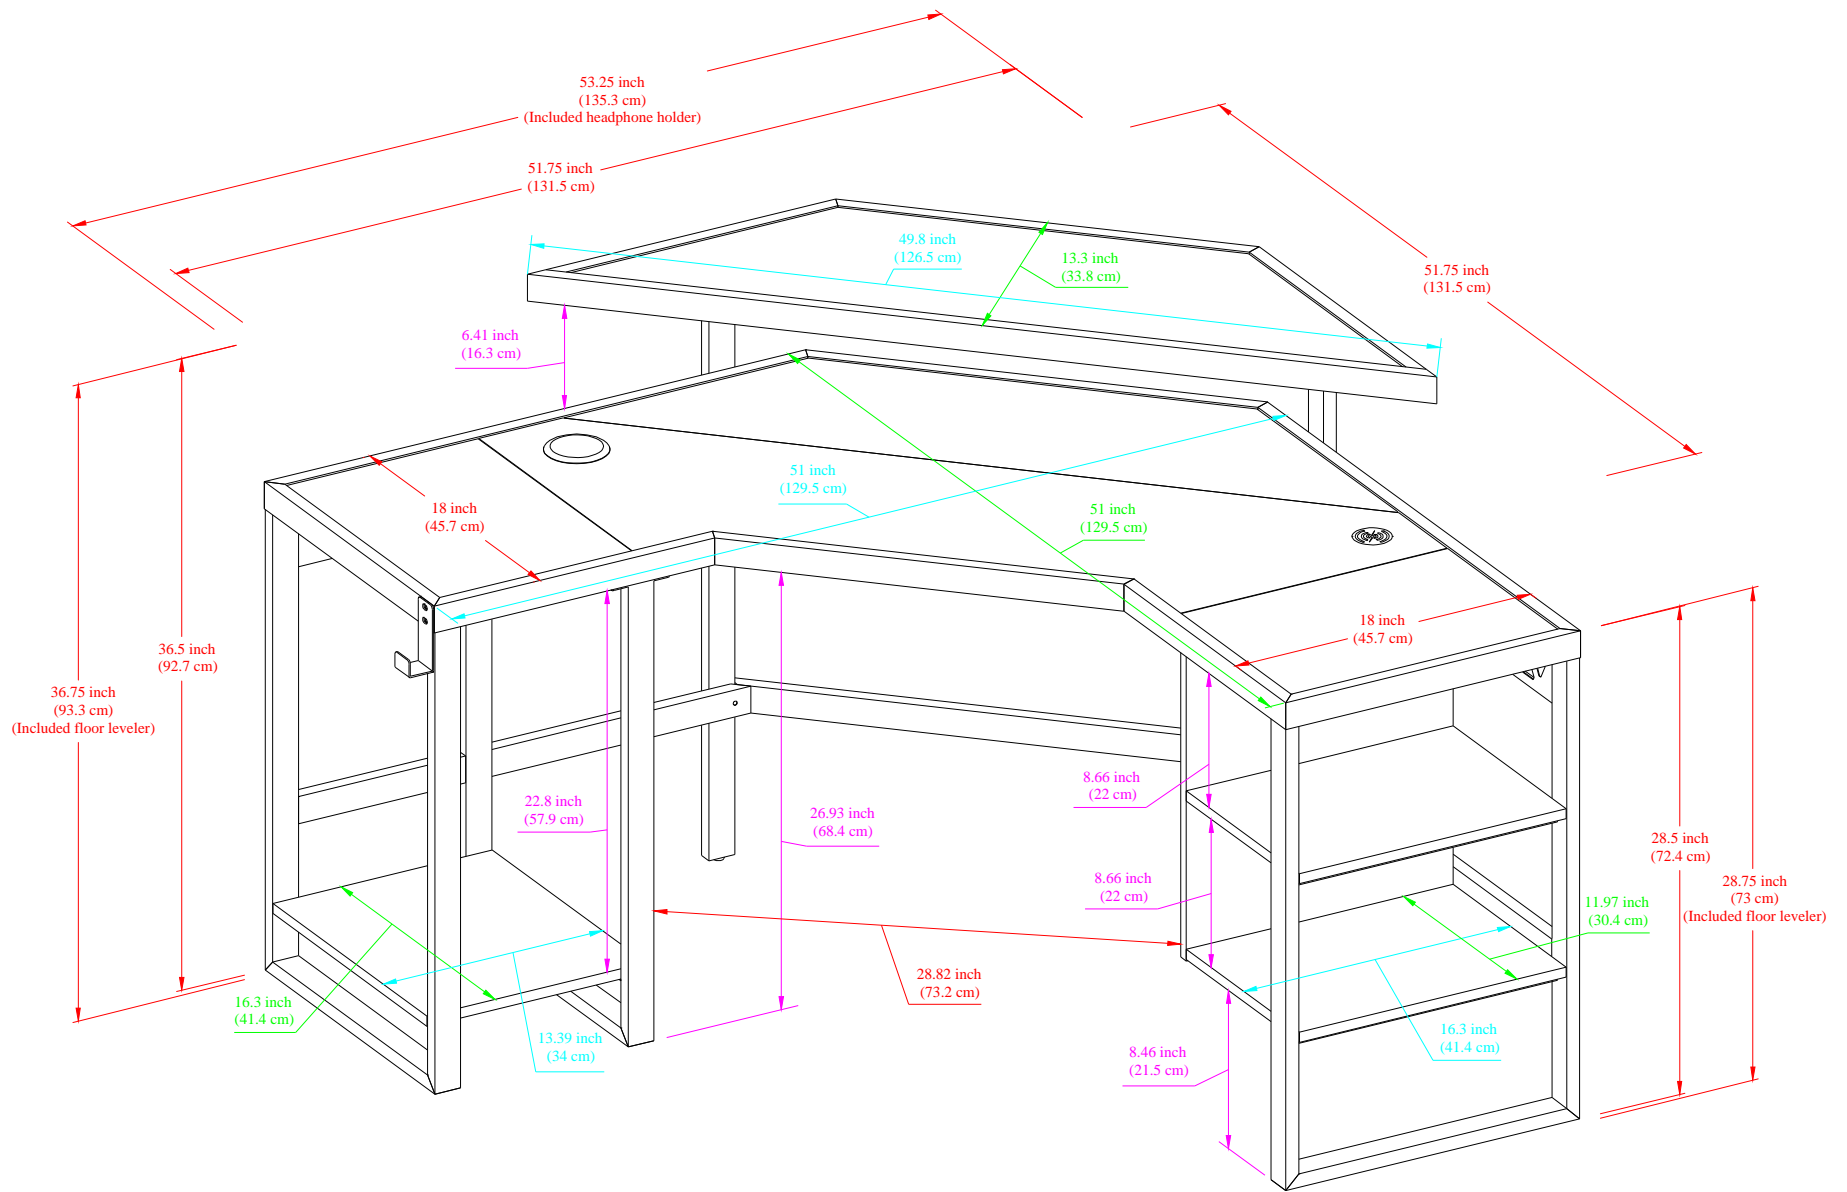 53.25 inch
(135.3 cm)
(Included headphone holder)
51.75 inch
(131.5 cm)
49.8 inch
(126.5 cm)
13.3 inch
(33.8 cm)
51.75 inch
(131.5 cm)
6.41 inch
(16.3 cm)
18 inch
(45.7 cm)
51 inch
(129.5 cm)
51 inch
(129.5 cm)
18 inch
(45.7 cm)
36.5 inch
(92.7 cm)
36.75 inch
(93.3 cm)
(Included floor leveler)
22.8 inch
(57.9 cm)
26.93 inch
(68.4 cm)
8.66 inch
(22 cm)
8.66 inch
(22 cm)
28.5 inch
(72.4 cm)
28.75 inch
(73 cm)
(Included floor leveler)
11.97 inch
(30.4 cm)
16.3 inch
(41.4 cm)
13.39 inch
(34 cm)
28.82 inch
(73.2 cm)
8.46 inch
(21.5 cm)
16.3 inch
(41.4 cm)